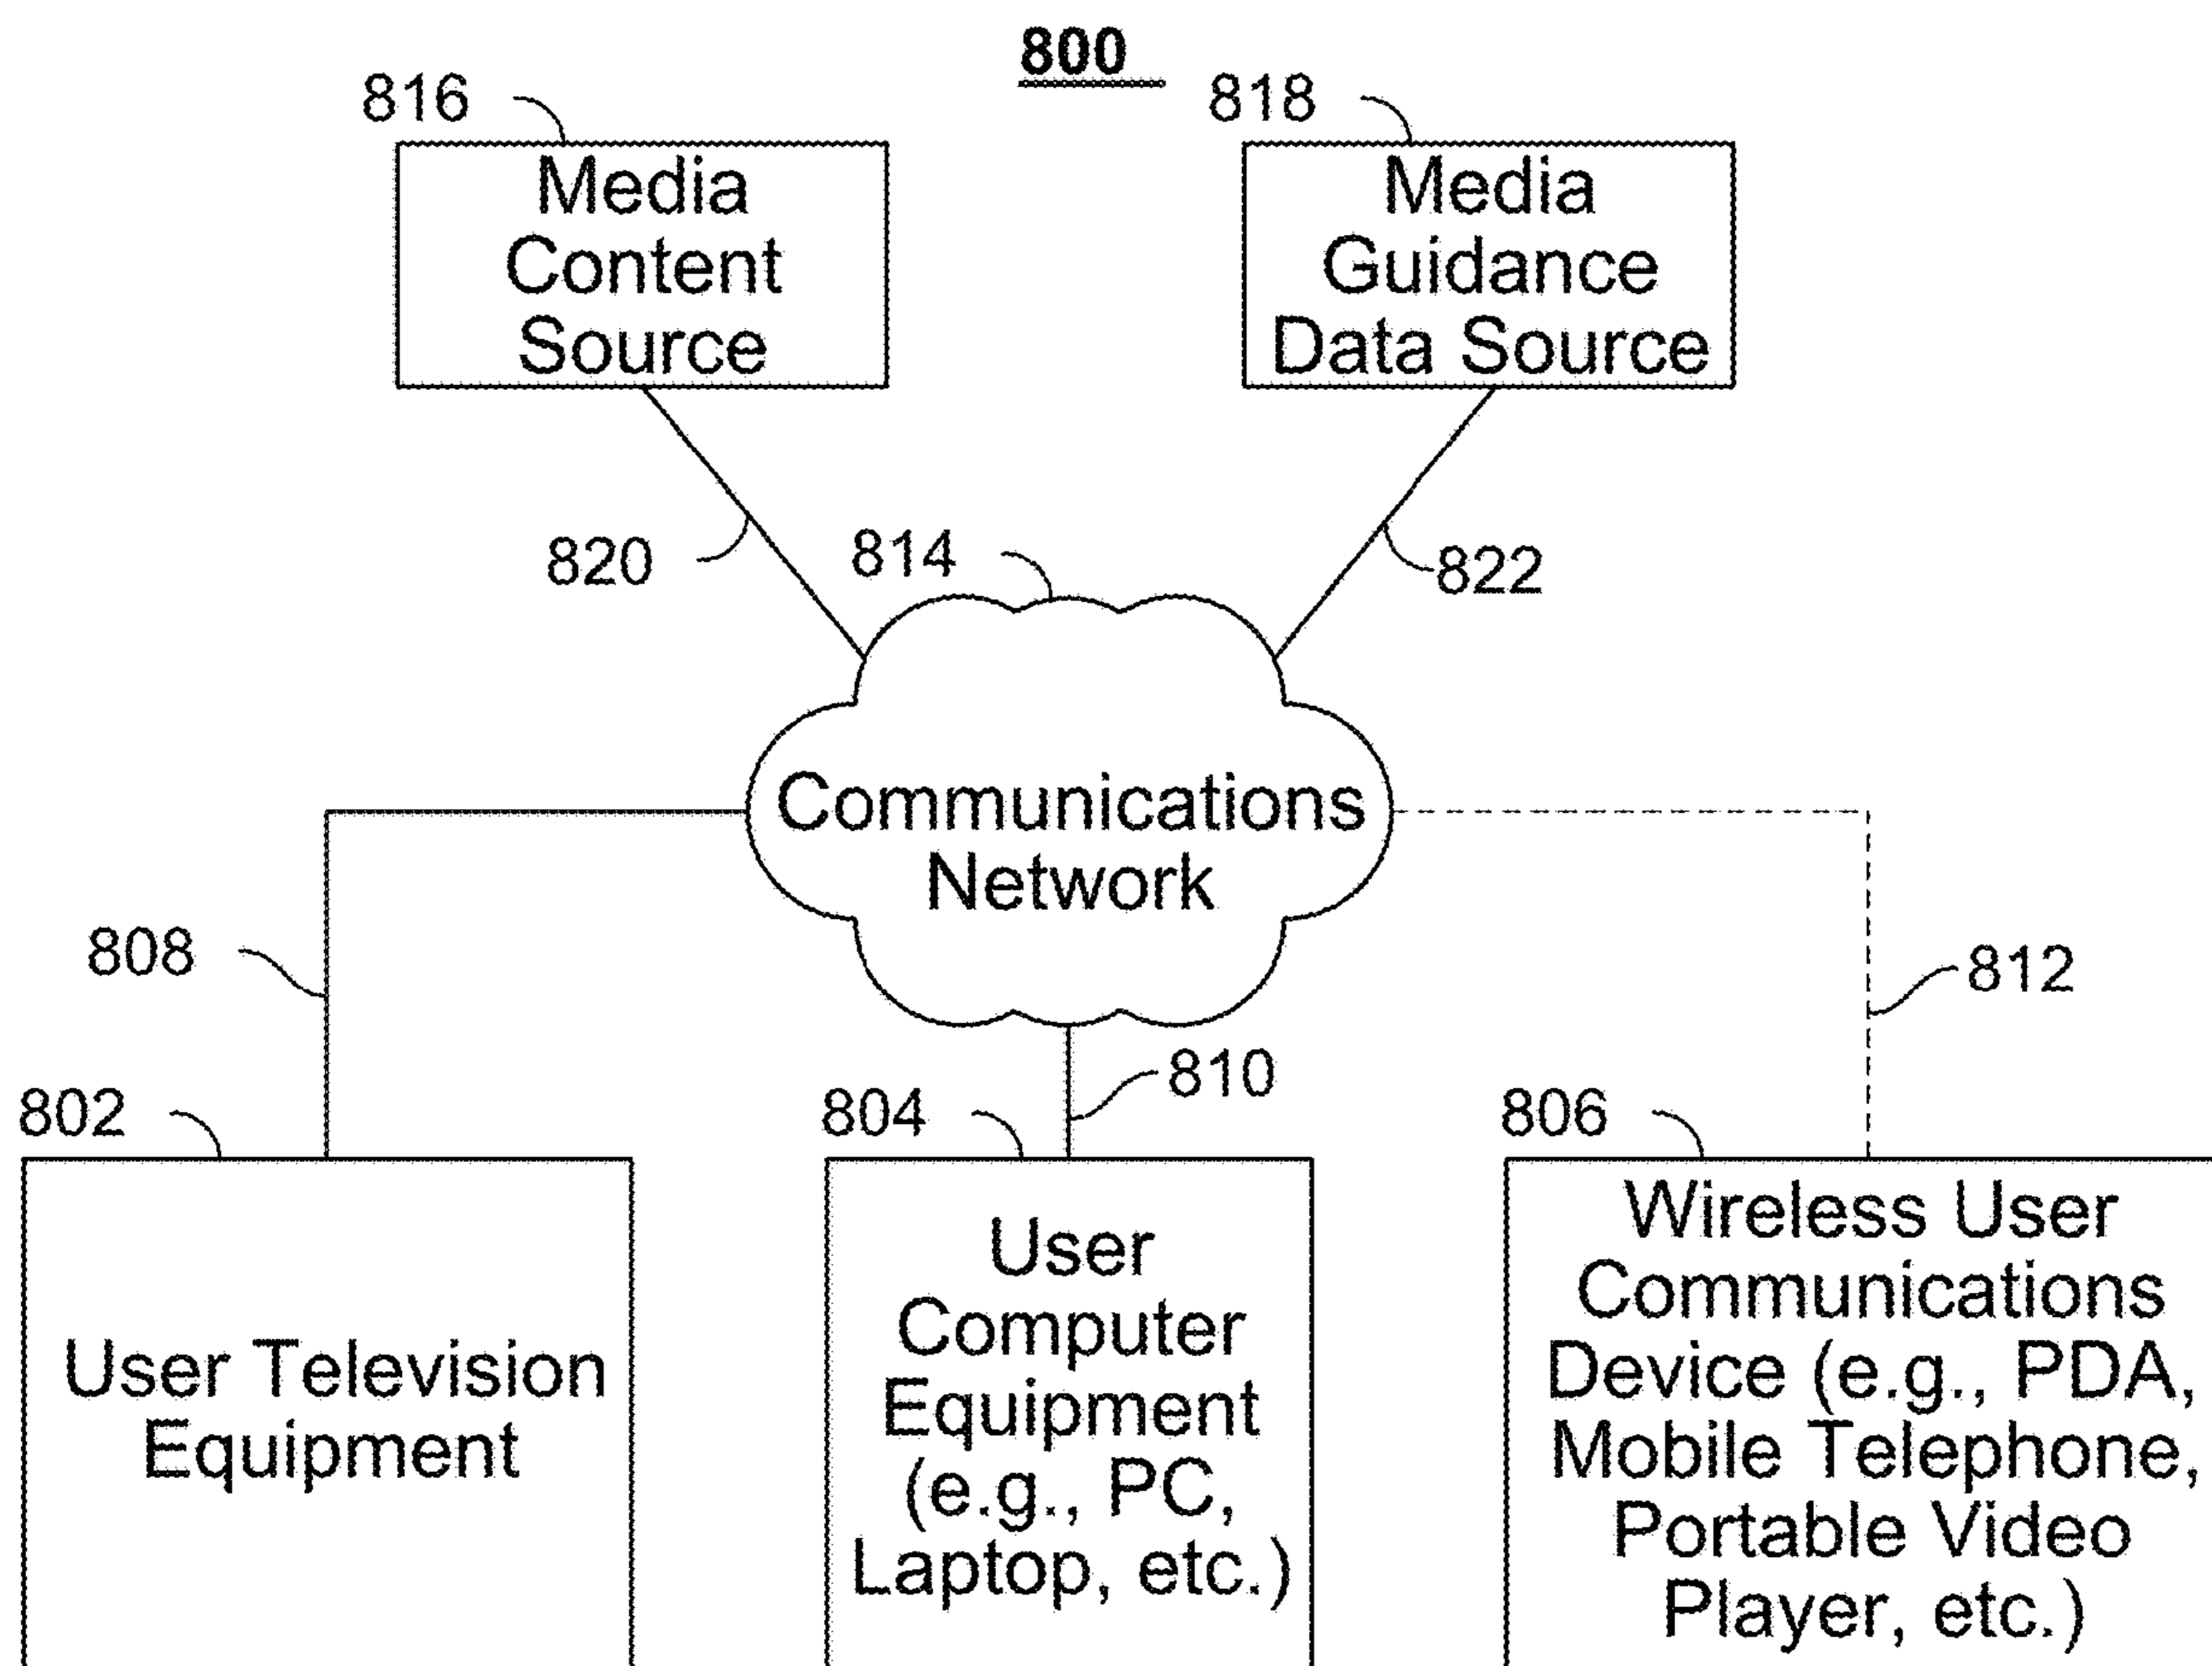 800
816
818
Media
Content
Source
Media
Guidance
Data Source
820
814
822
Communications
Network
808
812
810
802
804
806
User Television
Equipment
User
Computer
Equipment
(e.g., PC,
Laptop, etc.)
Wireless User
Communications
Device (e.g., PDA,
Mobile Telephone,
Portable Video
Player, etc.)